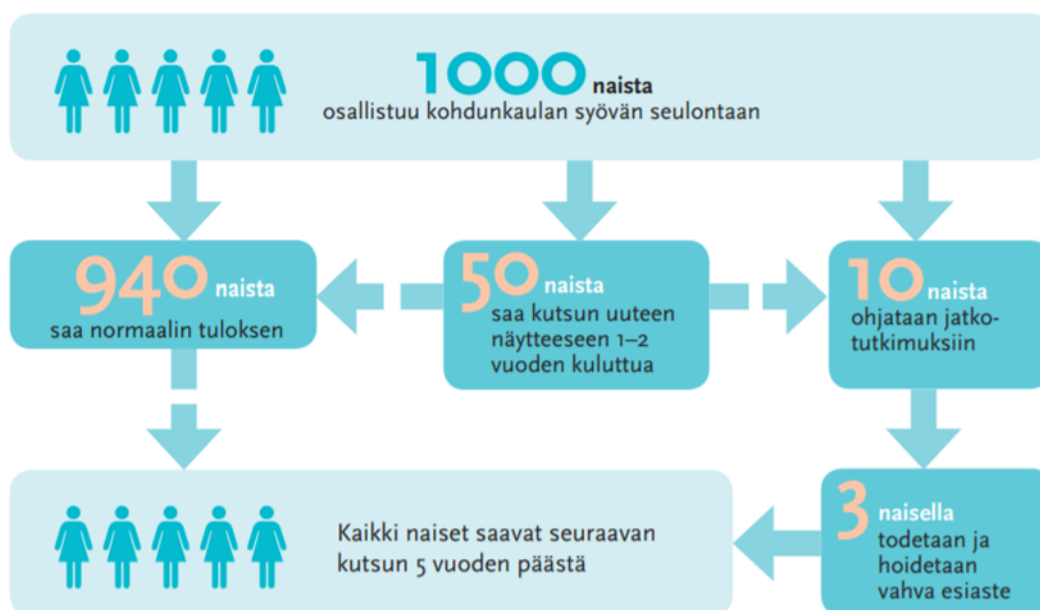 1000 naista
osallistuu kohdunkaulan syövän seulontaan
940 naista
saa normaalin tuloksen
50 naista
saa kutsun uuteen
näytteeseen 1–2
vuoden kuluttua
10 naista
ohjataan jatko-
tutkimuksiin
3 naisella
todetaan ja
hoidetaan
vahva esiaste
Kaikki naiset saavat seuraavan
kutsun 5 vuoden päästä